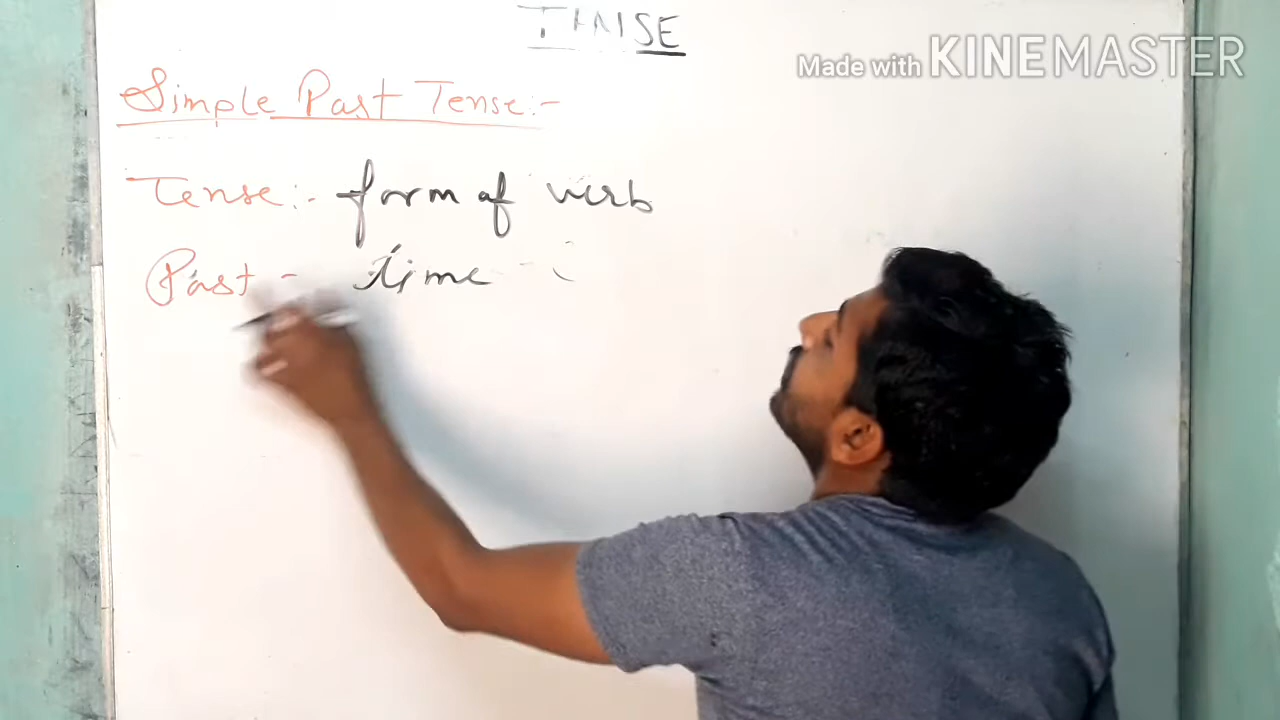 TENSE
Made with KINEMASTER
Simple Past Tense:-
Tense:- form of verb
Past - time -